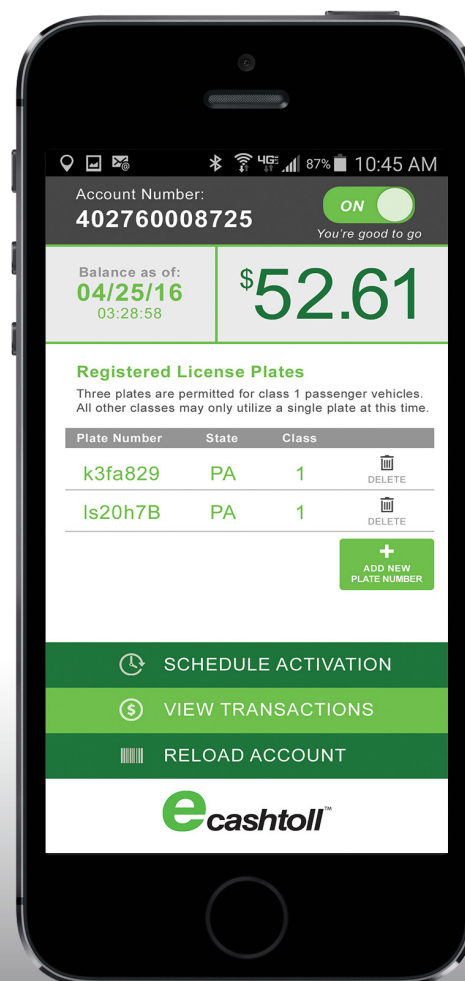 4G
87%
10:45 AM
Account Number:
402760008725
ON
You're good to go
Balance as of:
04/25/16
03:28:58
$52.61
Registered License Plates
Three plates are permitted for class 1 passenger vehicles.
All other classes may only utilize a single plate at this time.
Plate Number State Class
k3fa829 PA 1
DELETE
ls20h7B PA 1
DELETE
+
ADD NEW
PLATE NUMBER
SCHEDULE ACTIVATION
$ VIEW TRANSACTIONS
RELOAD ACCOUNT
ecashtoll™